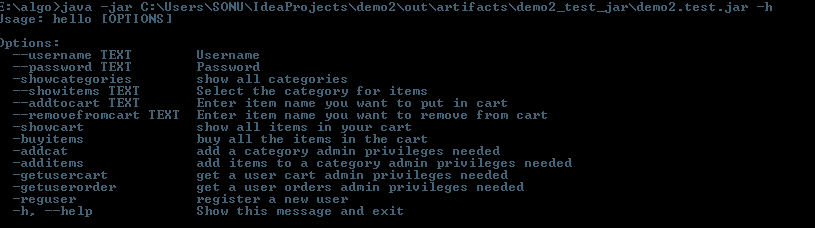 E:\algo>java -jar C:\Users\SONU\IdeaProjects\demo2\out\artifacts\demo2_test_jar\demo2.test.jar -h
Usage: hello [OPTIONS]

Options:
  --username TEXT        Username
  --password TEXT        Password
  -showcategories        show all categories
  --showitems TEXT       Select the category for items
  --addtocart TEXT       Enter item name you want to put in cart
  --removefromcart TEXT  Enter item name you want to remove from cart
  -showcart              show all items in your cart
  -buyitems              buy all the items in the cart
  -addcat                add a category admin privileges needed
  -additems              add items to a category admin privileges needed
  -getusercart           get a user cart admin privileges needed
  -getuserorder          get a user orders admin privileges needed
  -reguser               register a new user
  -h, --help             Show this message and exit